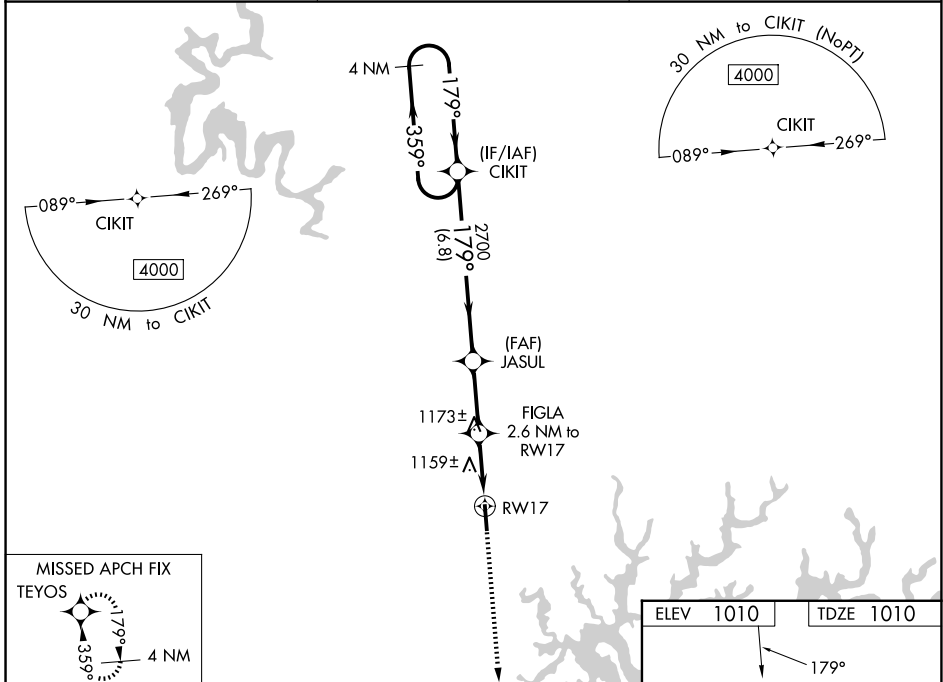 30 NM to CIKIT (NoPT)
4000
CIKIT
089°
269°
4 NM
179°
359°
(IF/IAF)
CIKIT
089°
269°
CIKIT
4000
30 NM to CIKIT
2700
179°
(6.8)
(FAF)
JASUL
1173±
FIGLA
2.6 NM to
RW17
1159±
RW17
MISSED APCH FIX
TEYOS
179°
359°
4 NM
ELEV 1010
TDZE 1010
179°